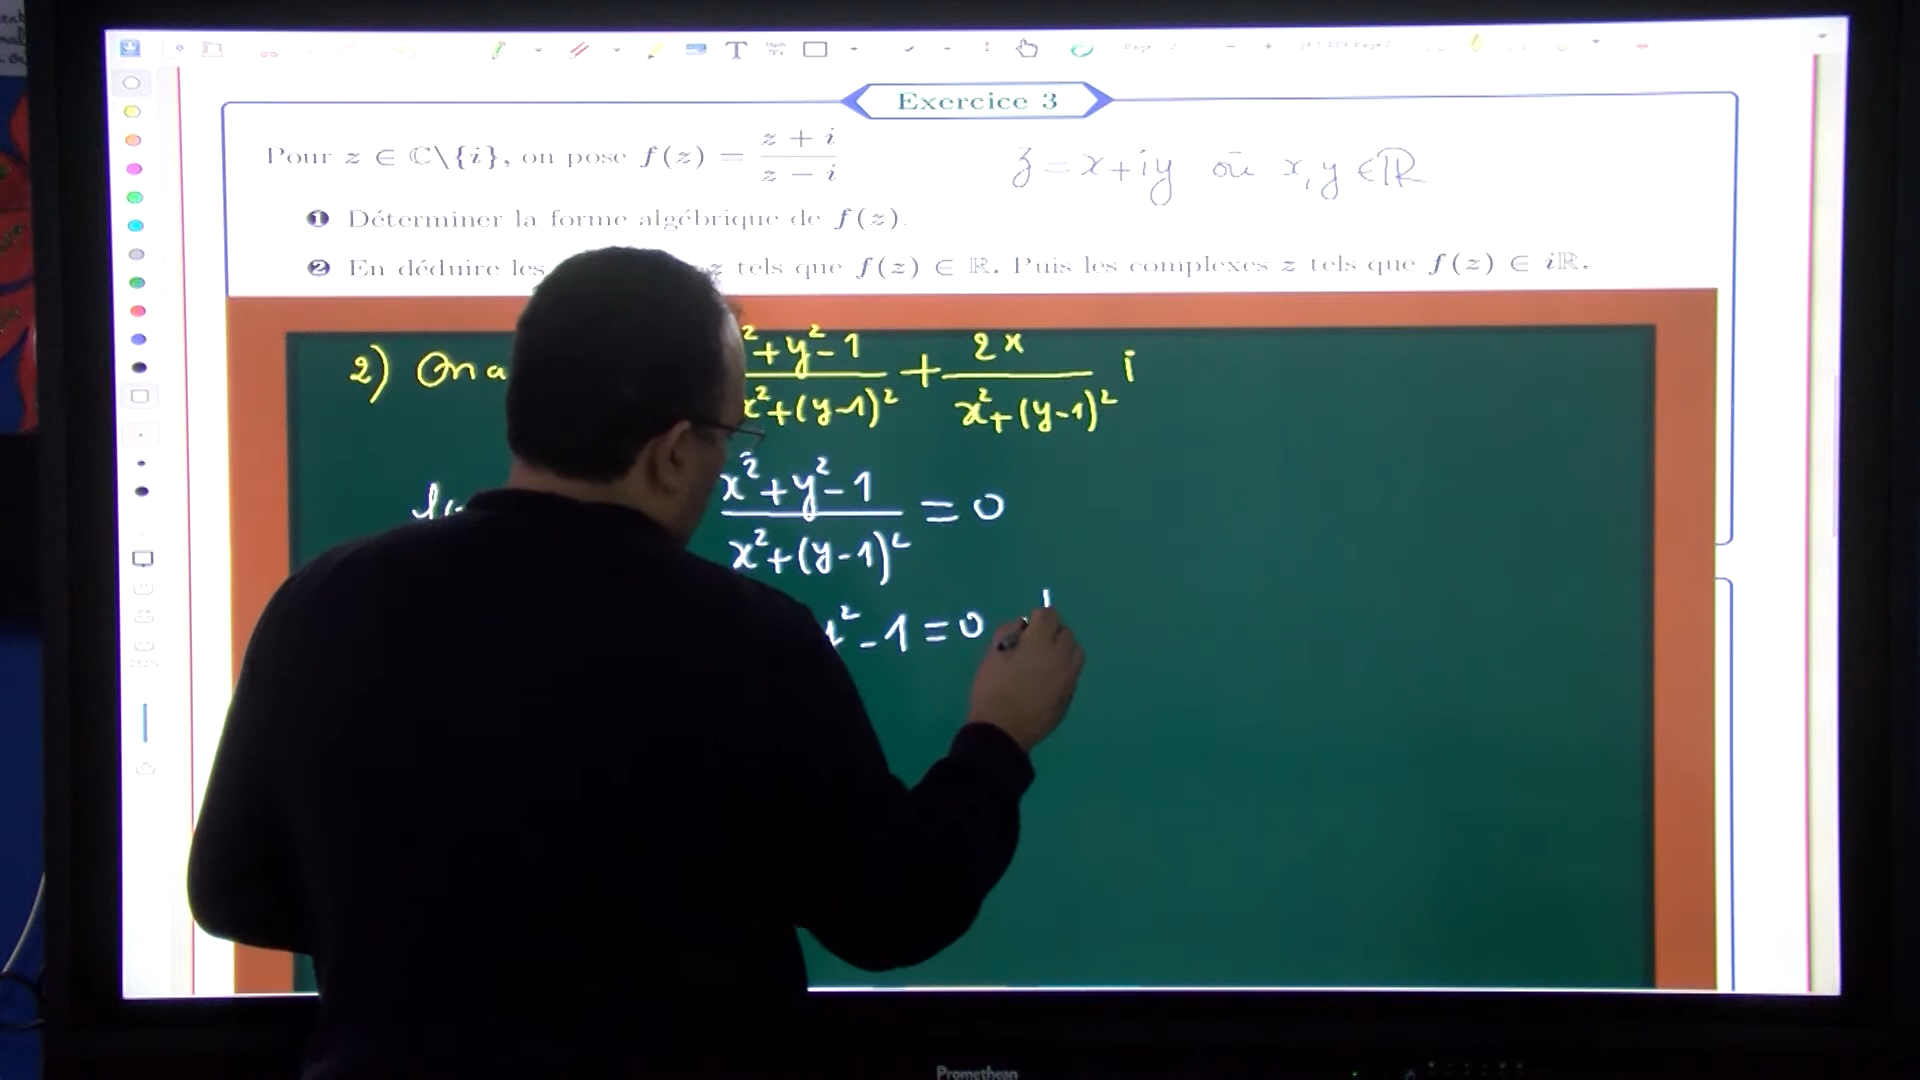 Exercice 3
Pour z ∈ ℂ\{i}, on pose f(z) = (z + i)/(z − i)
z = x + iy où x, y ∈ ℝ
❶ Déterminer la forme algébrique de f(z).
❷ En déduire les z tels que f(z) ∈ ℝ. Puis les complexes z tels que f(z) ∈ iℝ.
2) On a ²+y²-1/x²+(y-1)² + 2x/x²+(y-1)² i
x²+y²-1/x²+(y-1)² = 0
²-1=0
Promethean